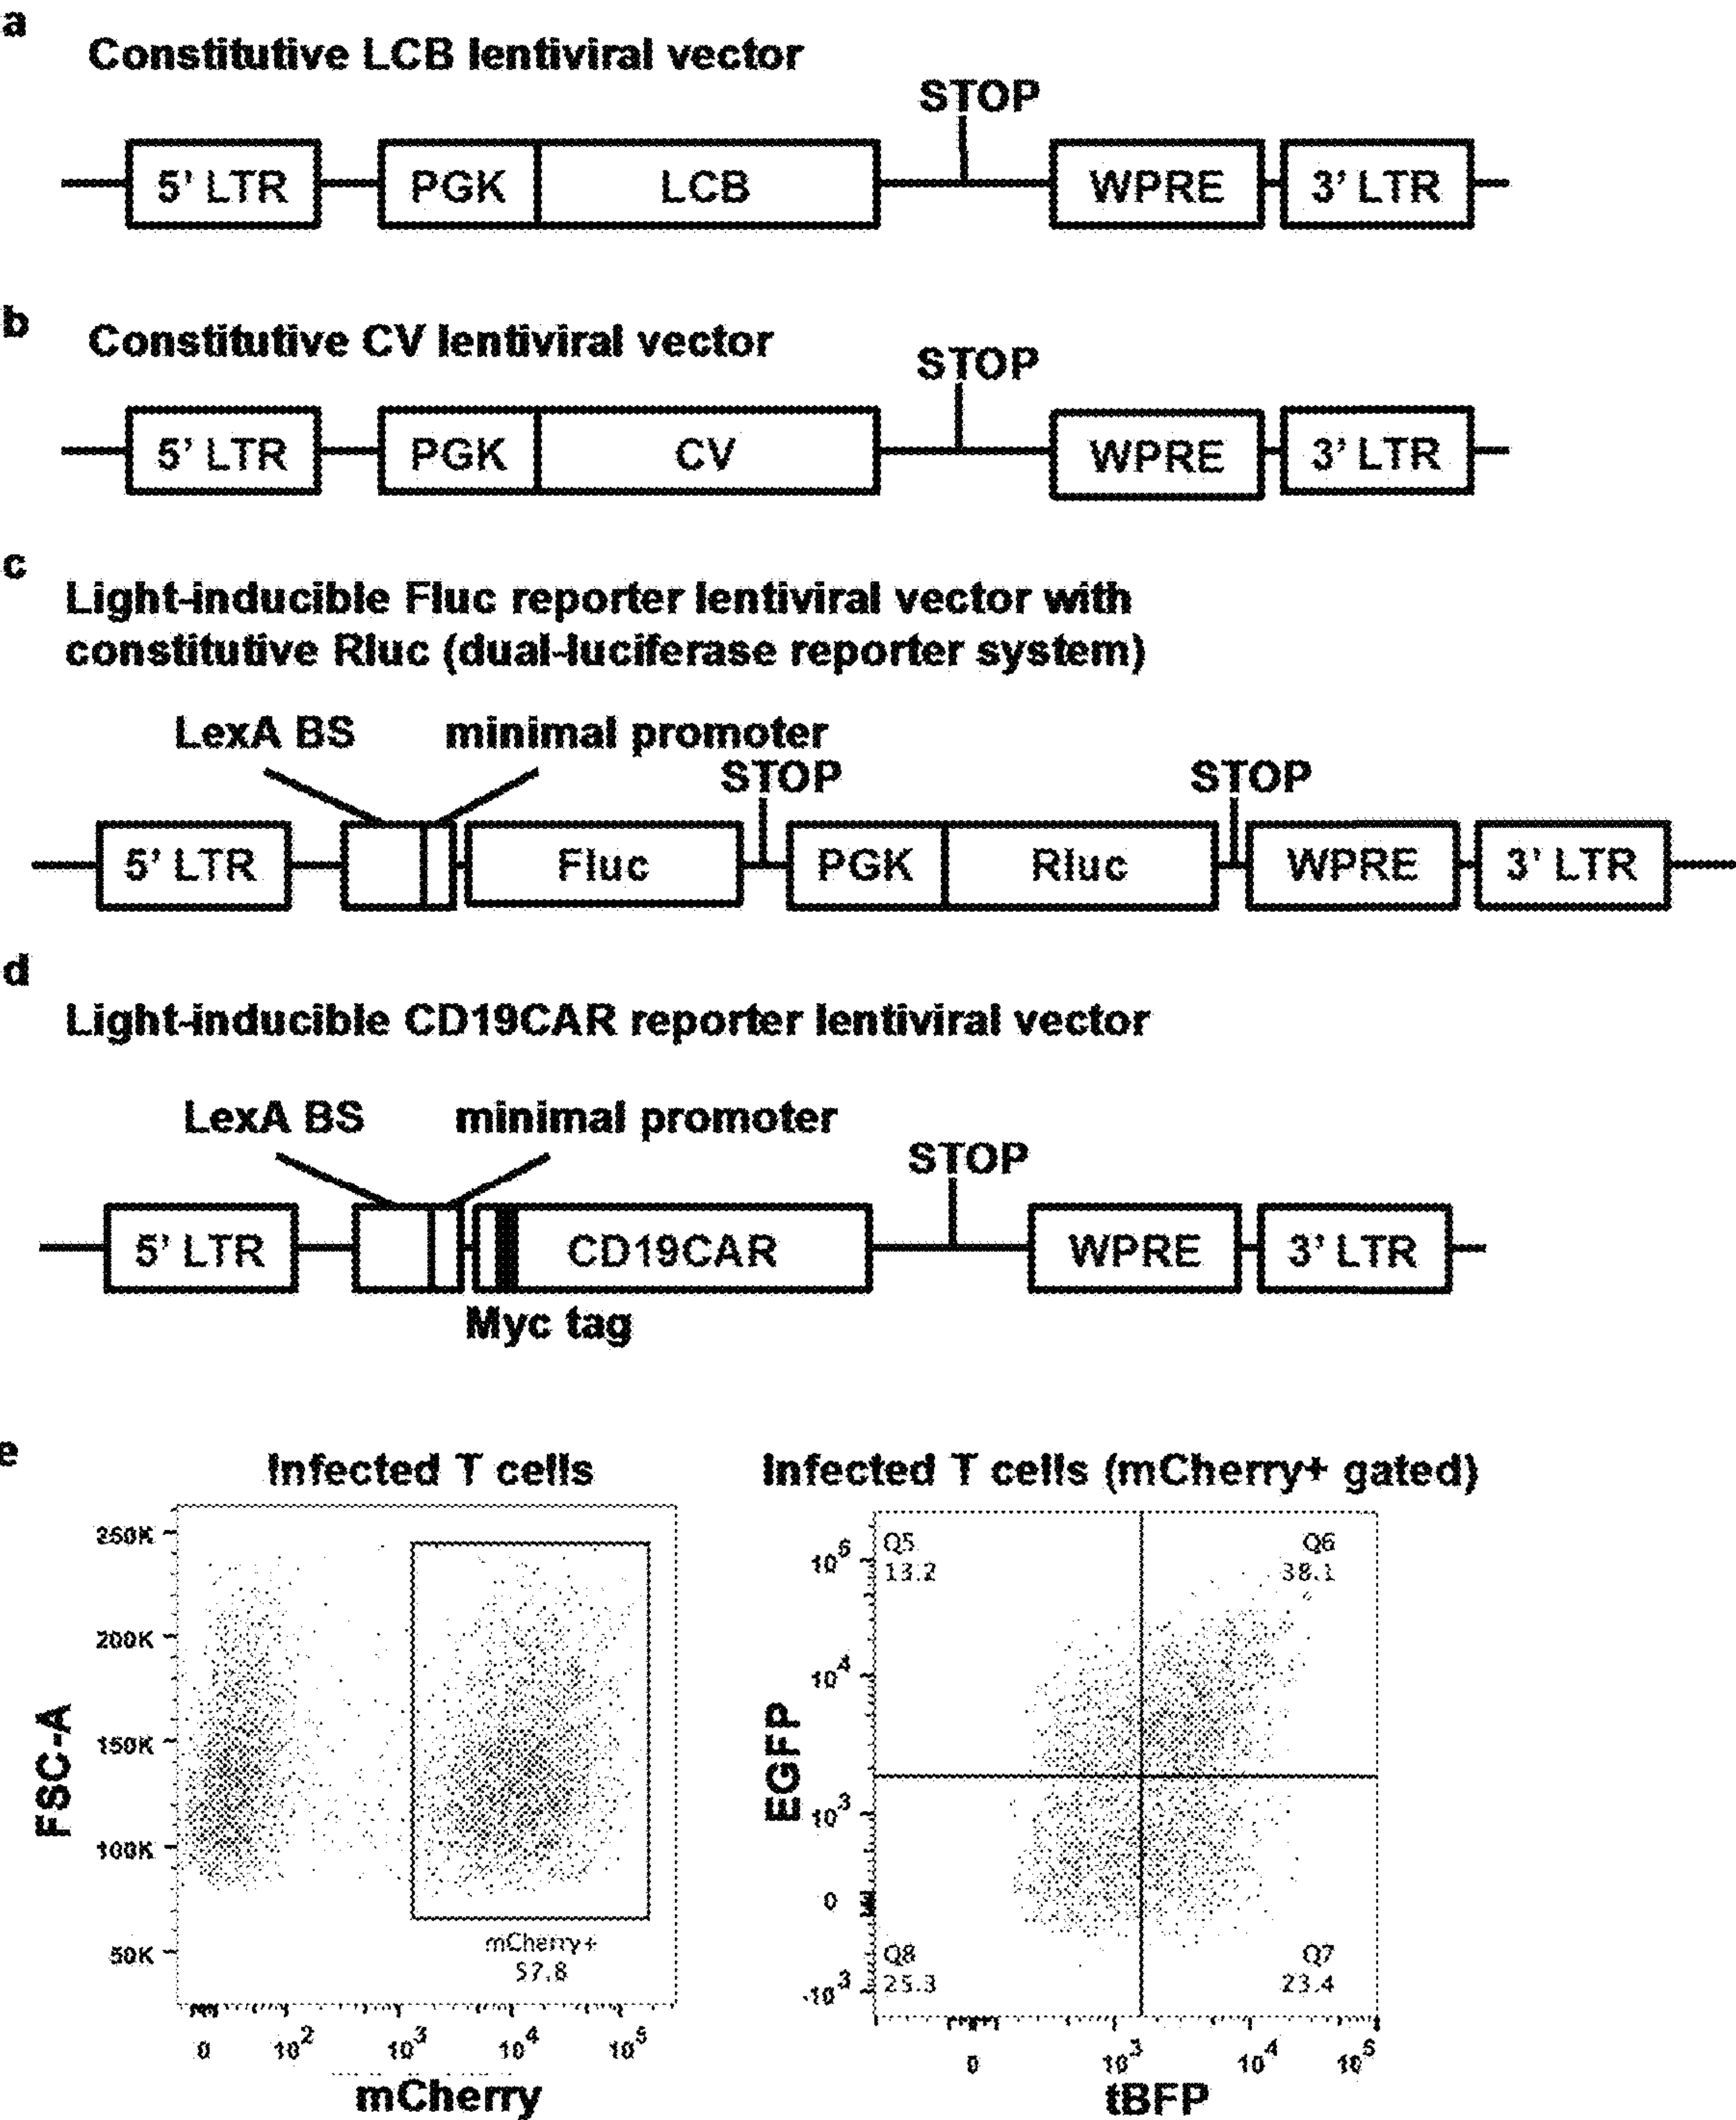 a
Constitutive LCB lentiviral vector
STOP
5' LTR PGK LCB WPRE 3' LTR
b
Constitutive CV lentiviral vector
STOP
5' LTR PGK CV WPRE 3' LTR
c
Light-inducible Fluc reporter lentiviral vector with
constitutive Rluc (dual-luciferase reporter system)
LexA BS minimal promoter
STOP STOP
5' LTR Fluc PGK Rluc WPRE 3' LTR
d
Light-inducible CD19CAR reporter lentiviral vector
LexA BS minimal promoter
STOP
5' LTR CD19CAR WPRE 3' LTR
Myc tag
e
Infected T cells
250K
200K
150K
100K
50K
FSC-A
mCherry+
57.8
0 10^2 10^3 10^4 10^5
mCherry
Infected T cells (mCherry+ gated)
Q5
13.2
Q6
38.1
10^5
10^4
10^3
0
-10^3
EGFP
Q8
25.3
Q7
23.4
0 10^3 10^4 10^5
tBFP